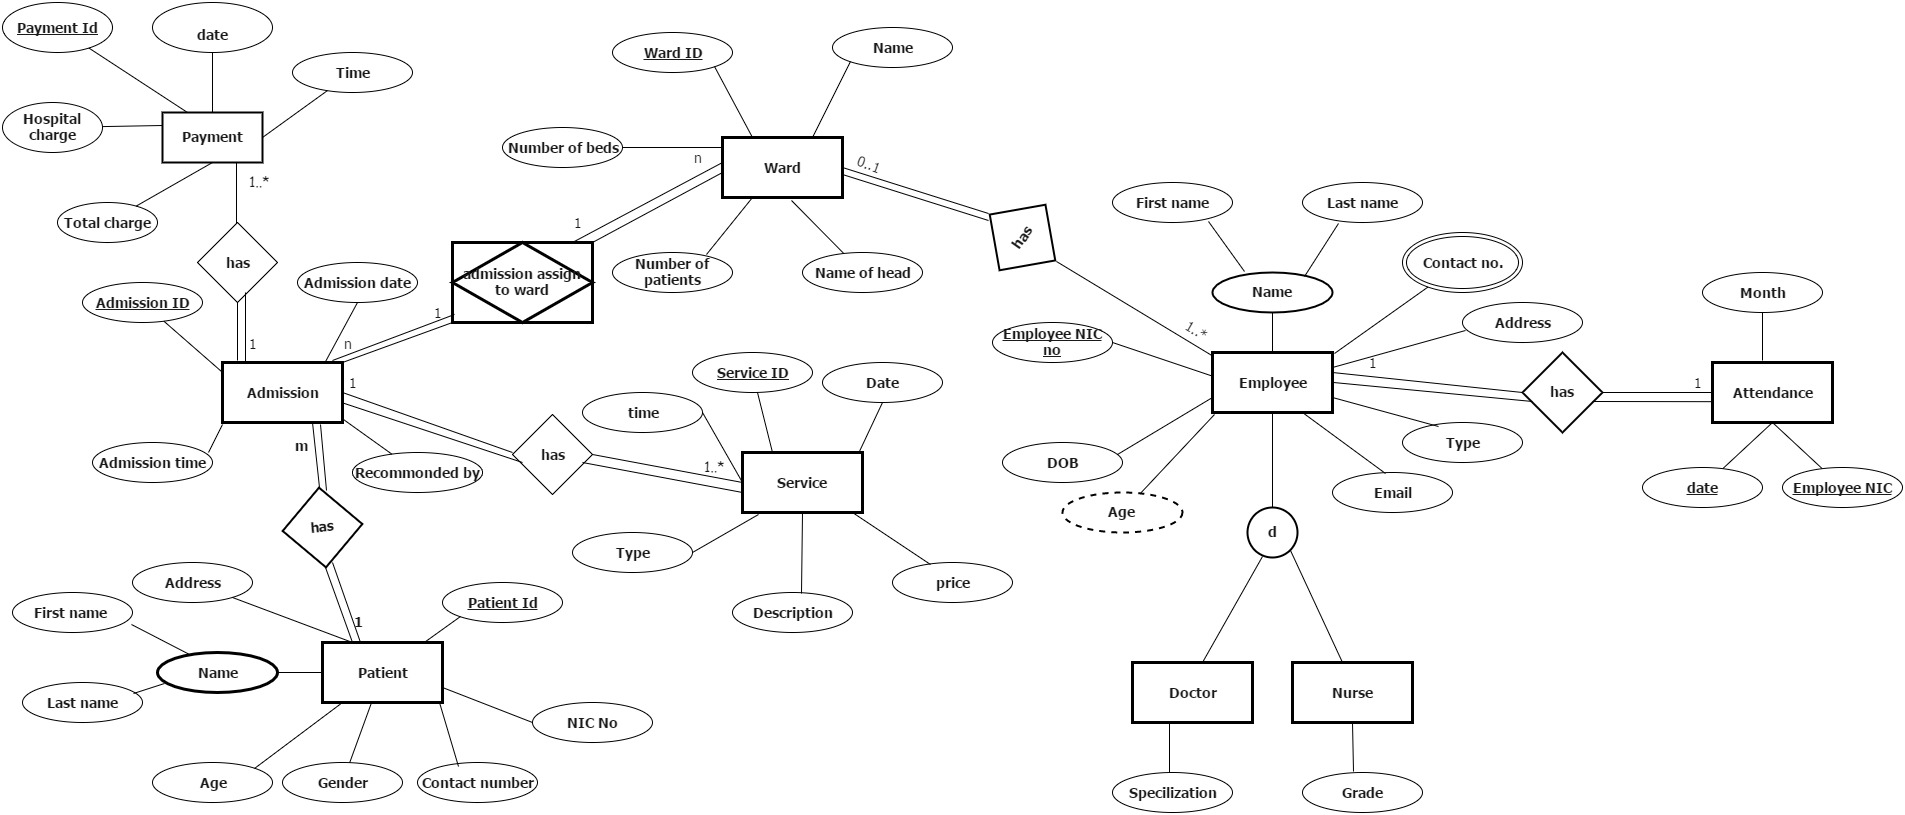 Payment Id
date
Time
Hospital
charge
Payment
Total charge
1..*
has
1
Admission ID
Admission date
Admission
Admission time
Recommonded by
n
1
admission assign
to ward
1
n
Ward ID
Name
Number of beds
Ward
Number of
patients
Name of head
0..1
has
1..*
First name
Last name
Name
Contact no.
Employee NIC
no
Address
Employee
1
has
1
Attendance
Month
date
Employee NIC
DOB
Age
Type
Email
d
Doctor
Nurse
Specilization
Grade
1
has
1..*
time
Service ID
Date
Service
Type
Description
price
m
has
1
Address
First name
Name
Last name
Patient Id
Patient
NIC No
Age
Gender
Contact number